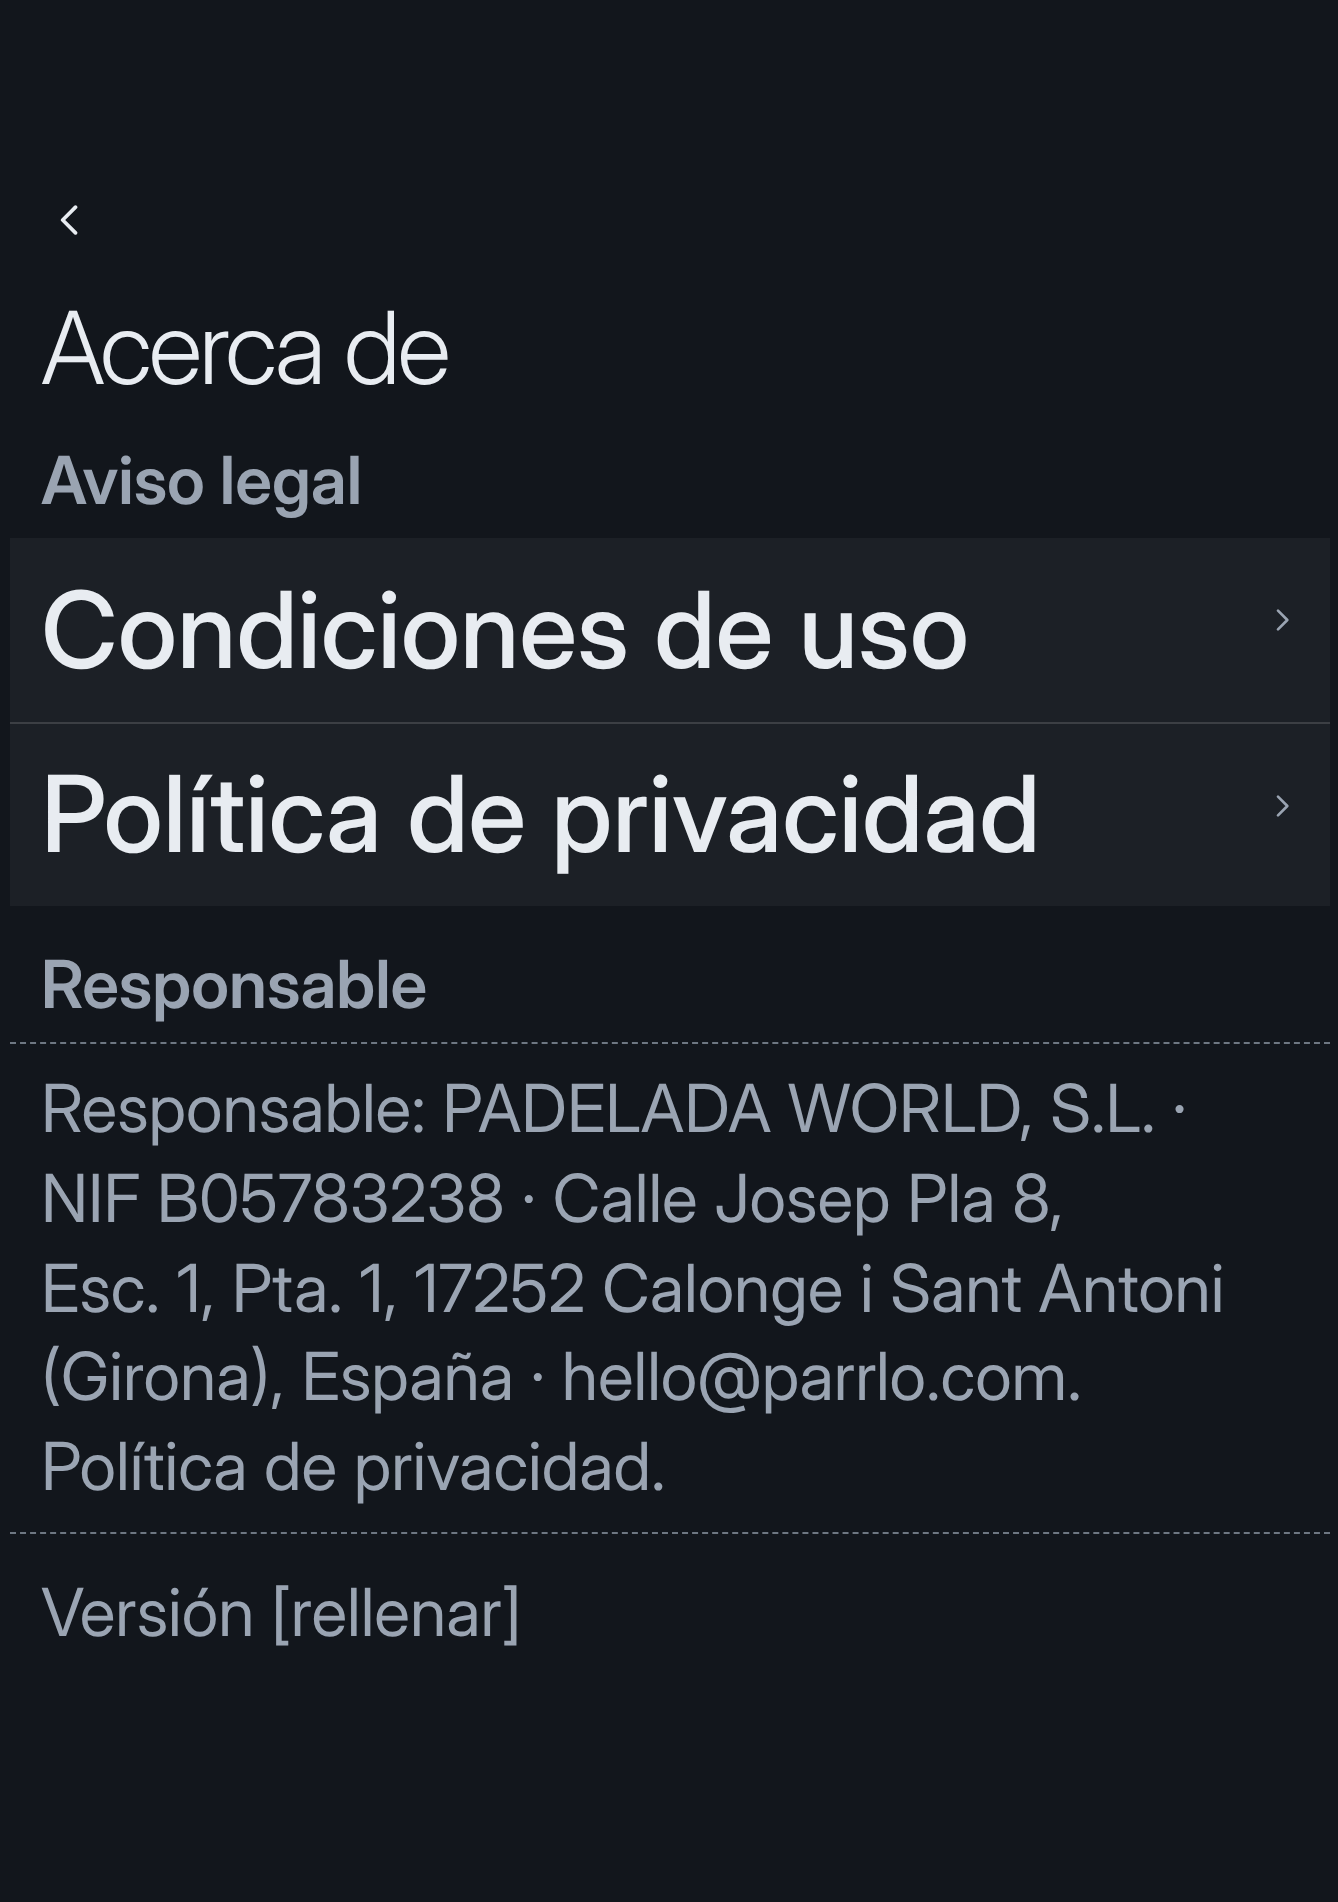 Acerca de
Aviso legal
Condiciones de uso
Política de privacidad
Responsable
Responsable: PADELADA WORLD, S.L. ·
NIF B05783238 · Calle Josep Pla 8,
Esc. 1, Pta. 1, 17252 Calonge i Sant Antoni
(Girona), España · hello@parrlo.com.
Política de privacidad.
Versión [rellenar]